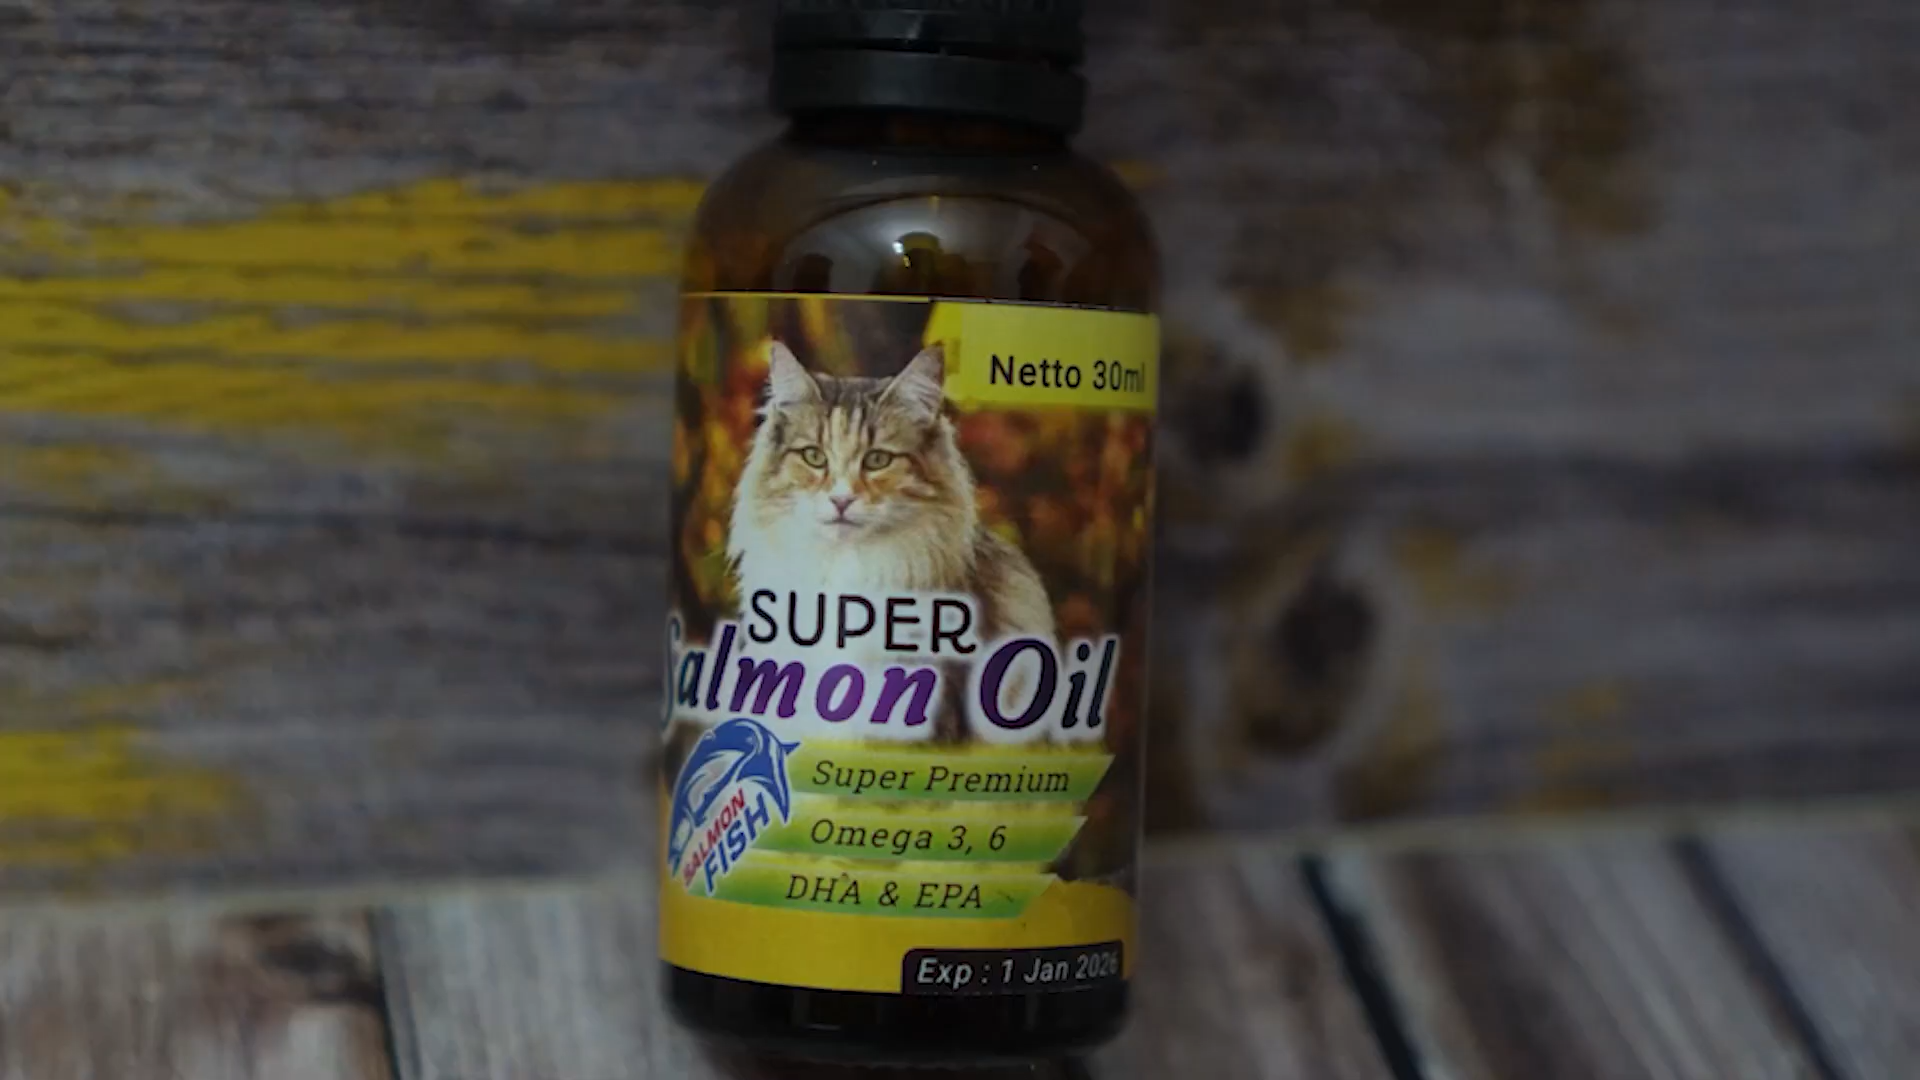 Netto 30ml
SUPER
Salmon Oil
SALMON
FISH
Super Premium
Omega 3, 6
DHA & EPA
Exp : 1 Jan 2026